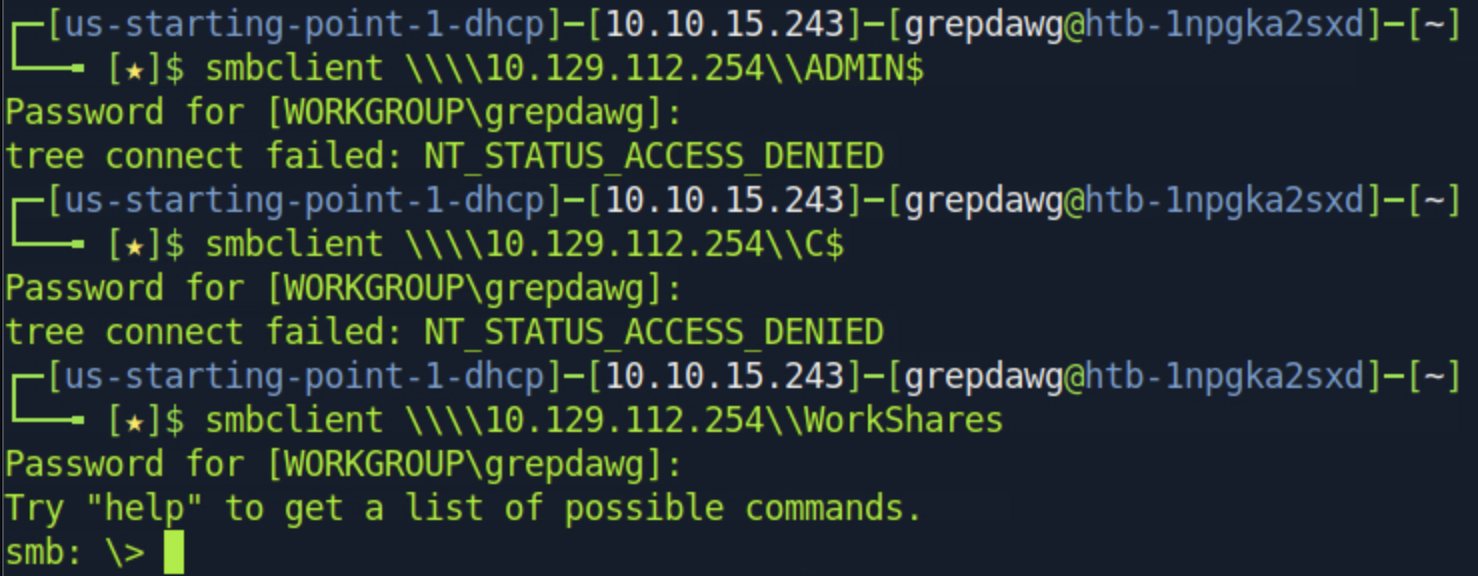 ┌─[us-starting-point-1-dhcp]─[10.10.15.243]─[grepdawg@htb-1npgka2sxd]─[~]
└──╼ [★]$ smbclient \\\\10.129.112.254\\ADMIN$
Password for [WORKGROUP\grepdawg]:
tree connect failed: NT_STATUS_ACCESS_DENIED
┌─[us-starting-point-1-dhcp]─[10.10.15.243]─[grepdawg@htb-1npgka2sxd]─[~]
└──╼ [★]$ smbclient \\\\10.129.112.254\\C$
Password for [WORKGROUP\grepdawg]:
tree connect failed: NT_STATUS_ACCESS_DENIED
┌─[us-starting-point-1-dhcp]─[10.10.15.243]─[grepdawg@htb-1npgka2sxd]─[~]
└──╼ [★]$ smbclient \\\\10.129.112.254\\WorkShares
Password for [WORKGROUP\grepdawg]:
Try "help" to get a list of possible commands.
smb: \>